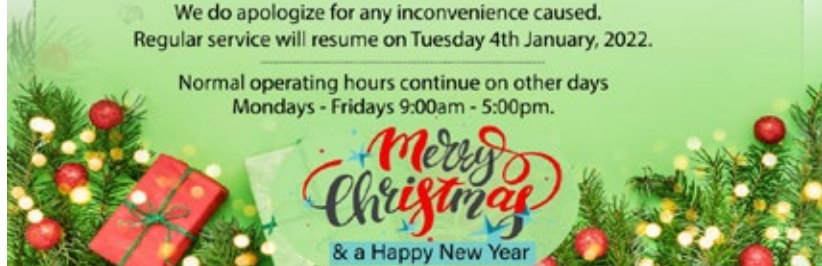 We do apologize for any inconvenience caused.
Regular service will resume on Tuesday 4th January, 2022.
Normal operating hours continue on other days
Mondays - Fridays 9:00am - 5:00pm.
Merry
Christmas
& a Happy New Year